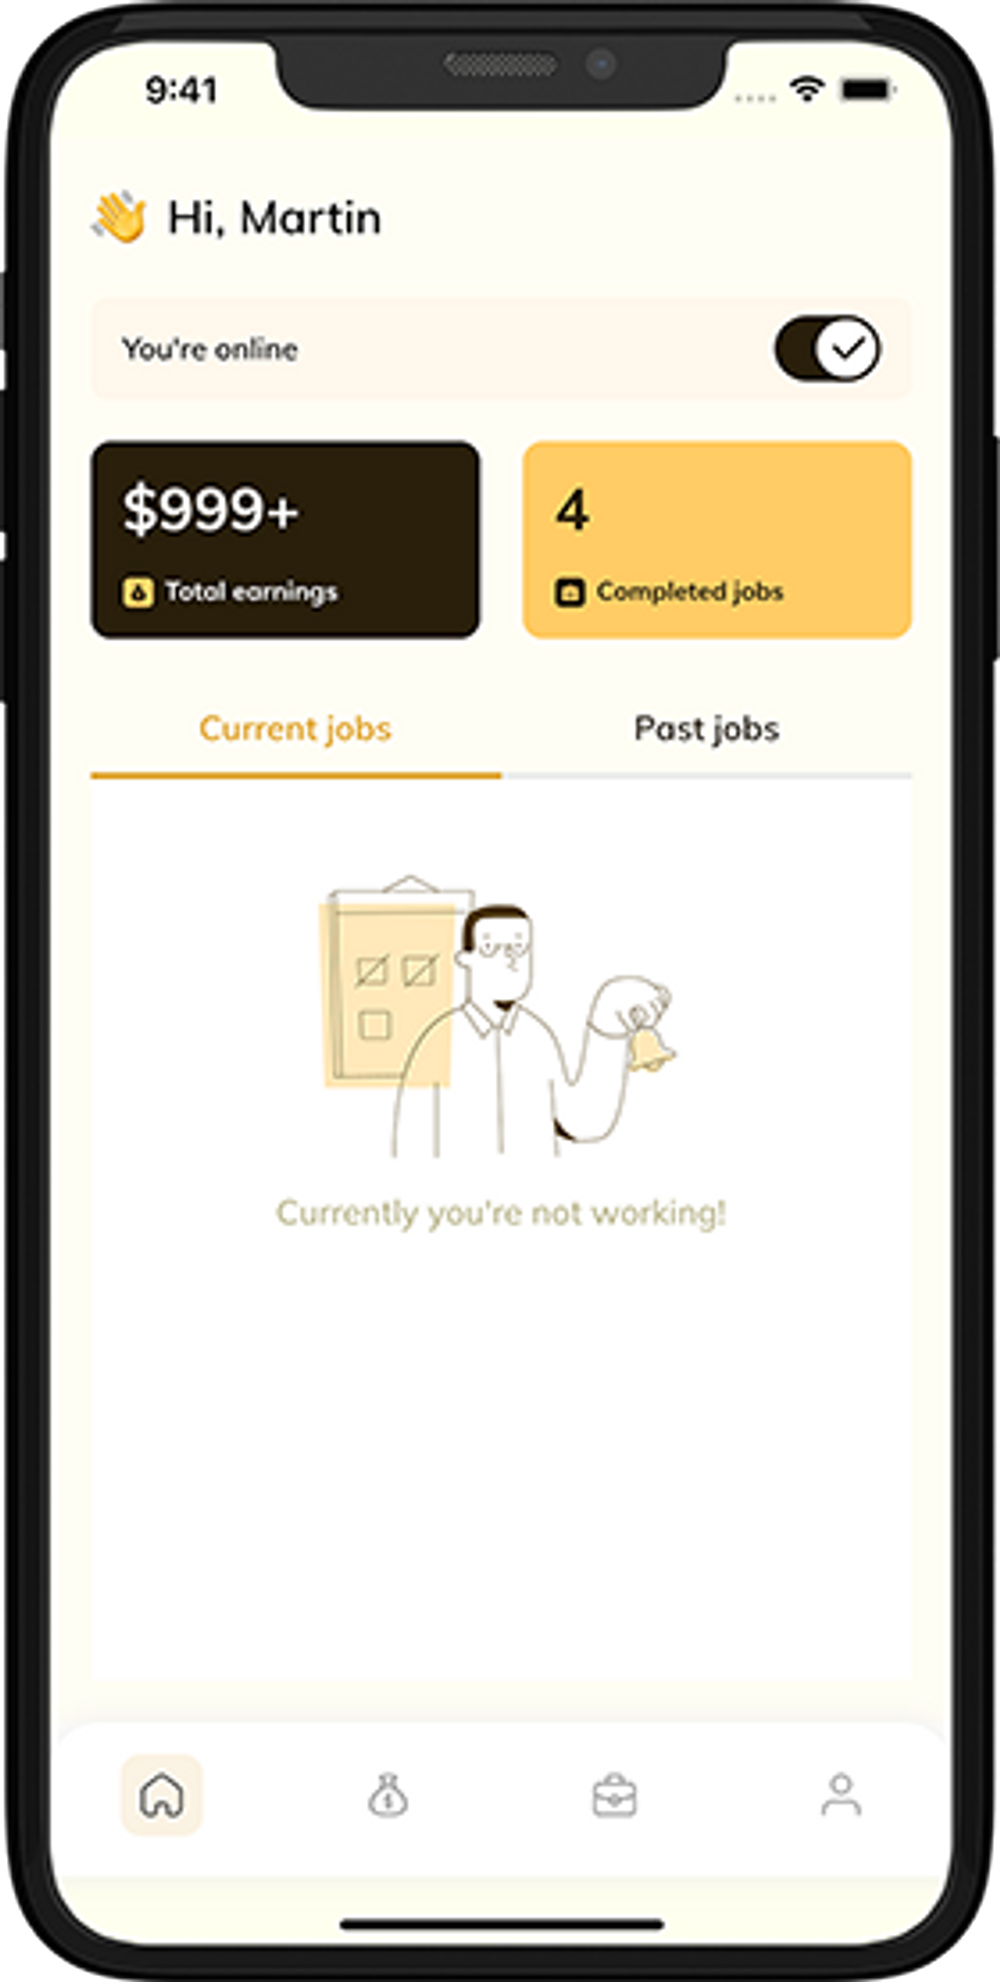 9:41
Hi, Martin
You're online
$999+
Total earnings
4
Completed jobs
Current jobs
Past jobs
Currently you're not working!